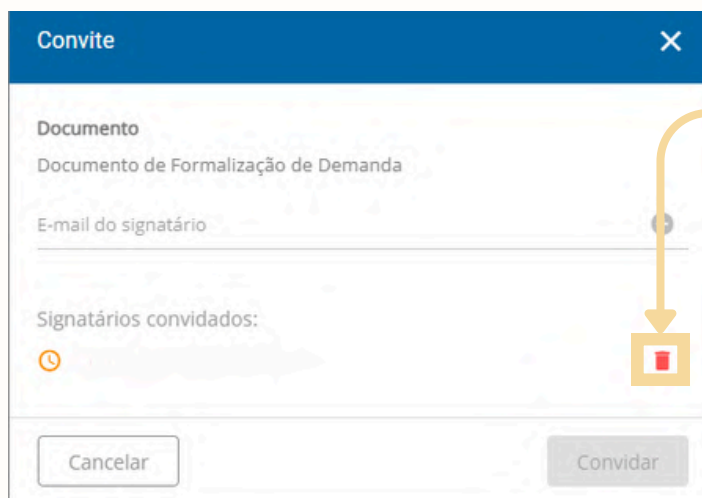 Convite
Documento
Documento de Formalização de Demanda
E-mail do signatário
Signatários convidados:
Cancelar
Convidar